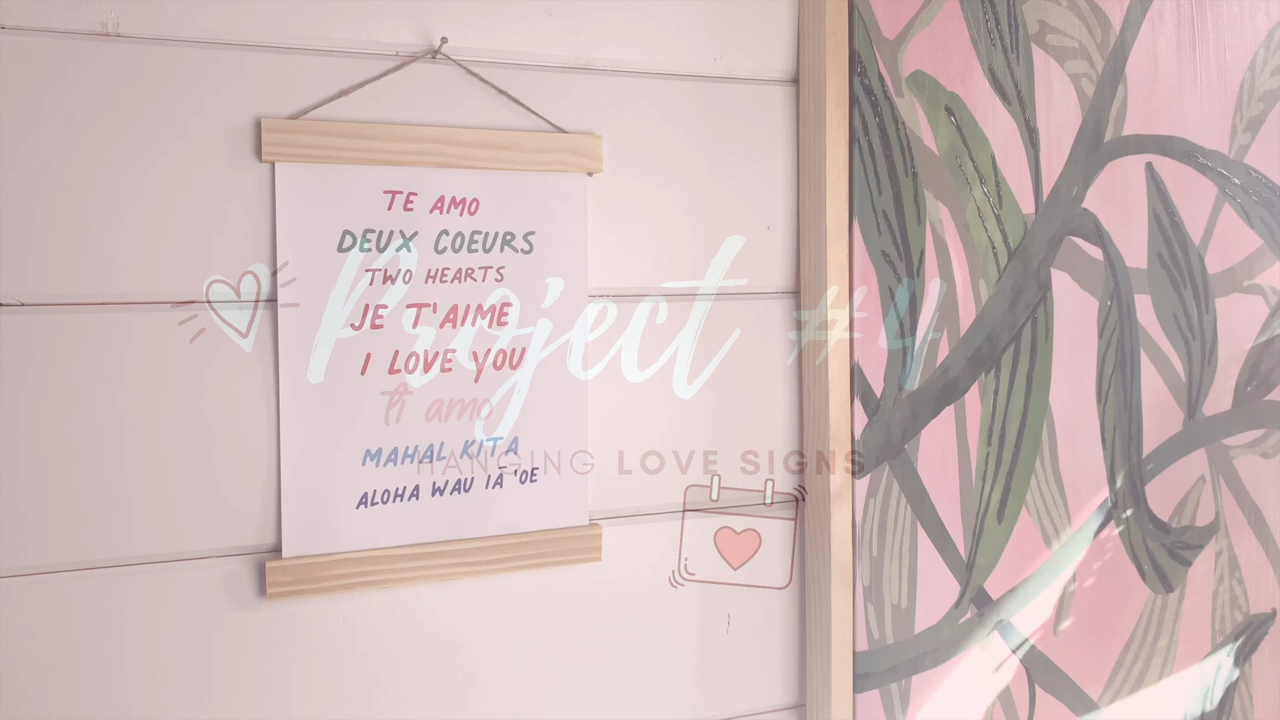 TE AMO
DEUX COEURS
TWO HEARTS
JE T'AIME
I LOVE YOU
ti amo
MAHAL KITA
ALOHA WAU IĀ 'OE
Project #4
HANGING LOVE SIGNS